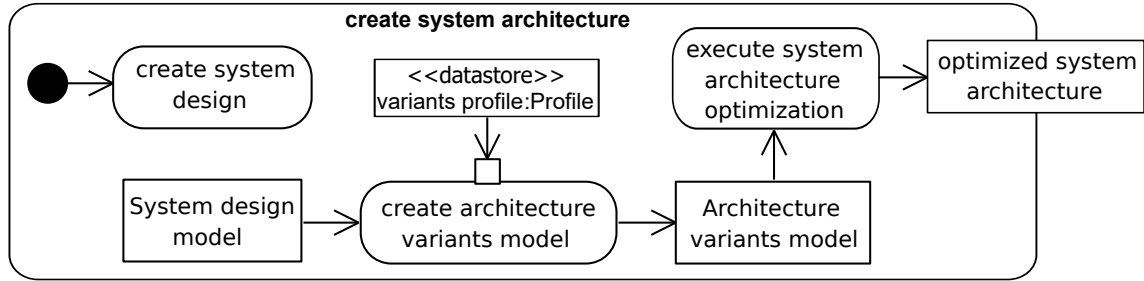 create system architecture
create system
design
<<datastore>>
variants profile:Profile
execute system
architecture
optimization
optimized system
architecture
System design
model
create architecture
variants model
Architecture
variants model